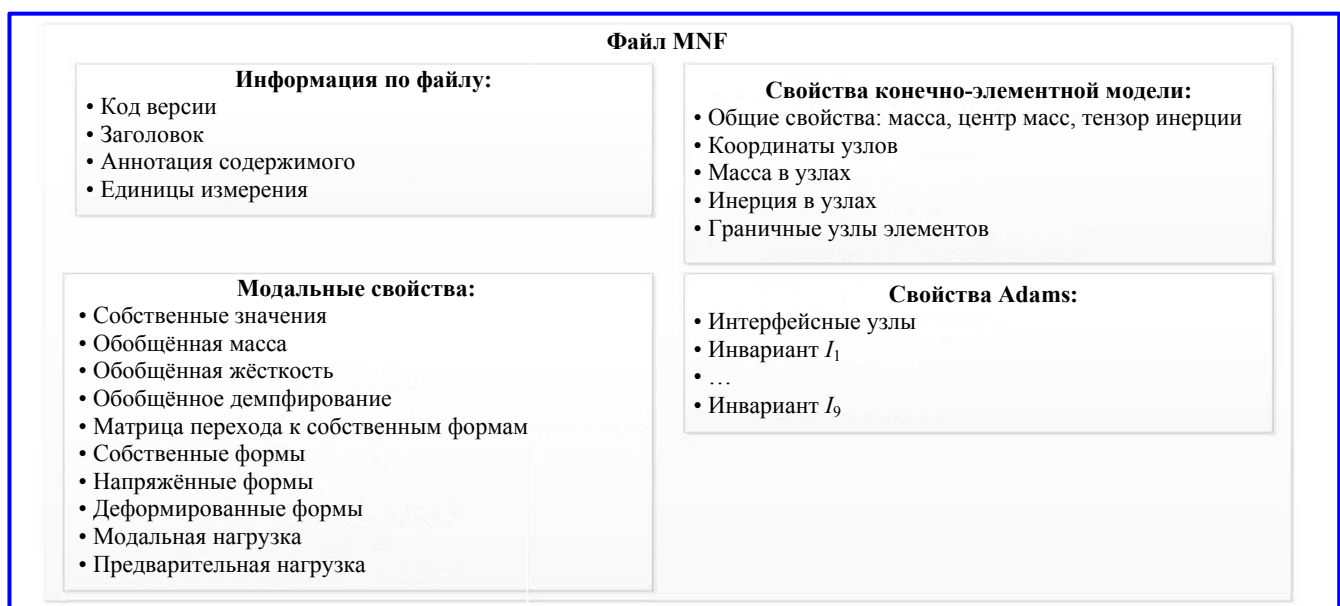 Файл MNF
Информация по файлу:
• Код версии
• Заголовок
• Аннотация содержимого
• Единицы измерения
Свойства конечно-элементной модели:
• Общие свойства: масса, центр масс, тензор инерции
• Координаты узлов
• Масса в узлах
• Инерция в узлах
• Граничные узлы элементов
Модальные свойства:
• Собственные значения
• Обобщённая масса
• Обобщённая жёсткость
• Обобщённое демпфирование
• Матрица перехода к собственным формам
• Собственные формы
• Напряжённые формы
• Деформированные формы
• Модальная нагрузка
• Предварительная нагрузка
Свойства Adams:
• Интерфейсные узлы
• Инвариант I₁
• …
• Инвариант I₉